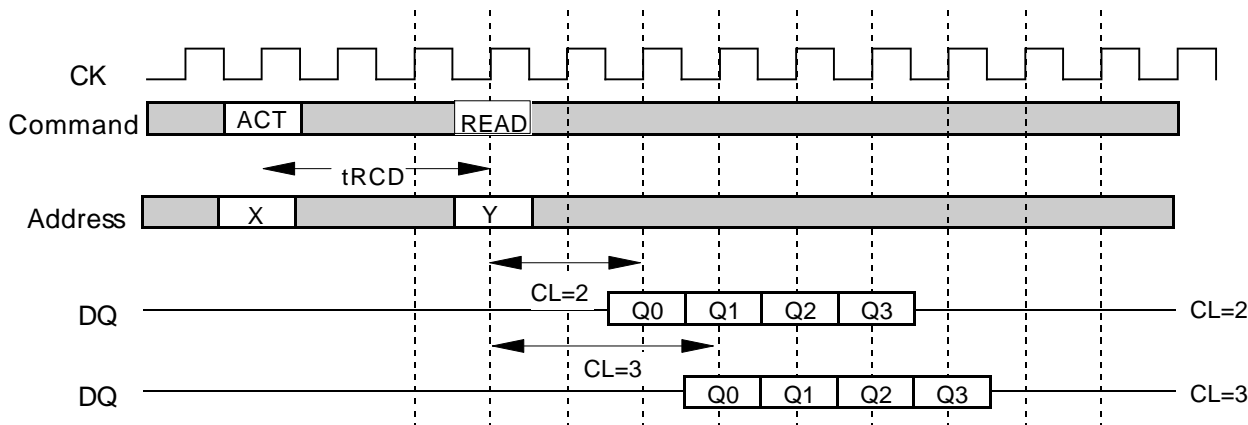 CK
Command ACT READ
tRCD
Address X Y
CL=2
DQ Q0 Q1 Q2 Q3 CL=2
CL=3
DQ Q0 Q1 Q2 Q3 CL=3